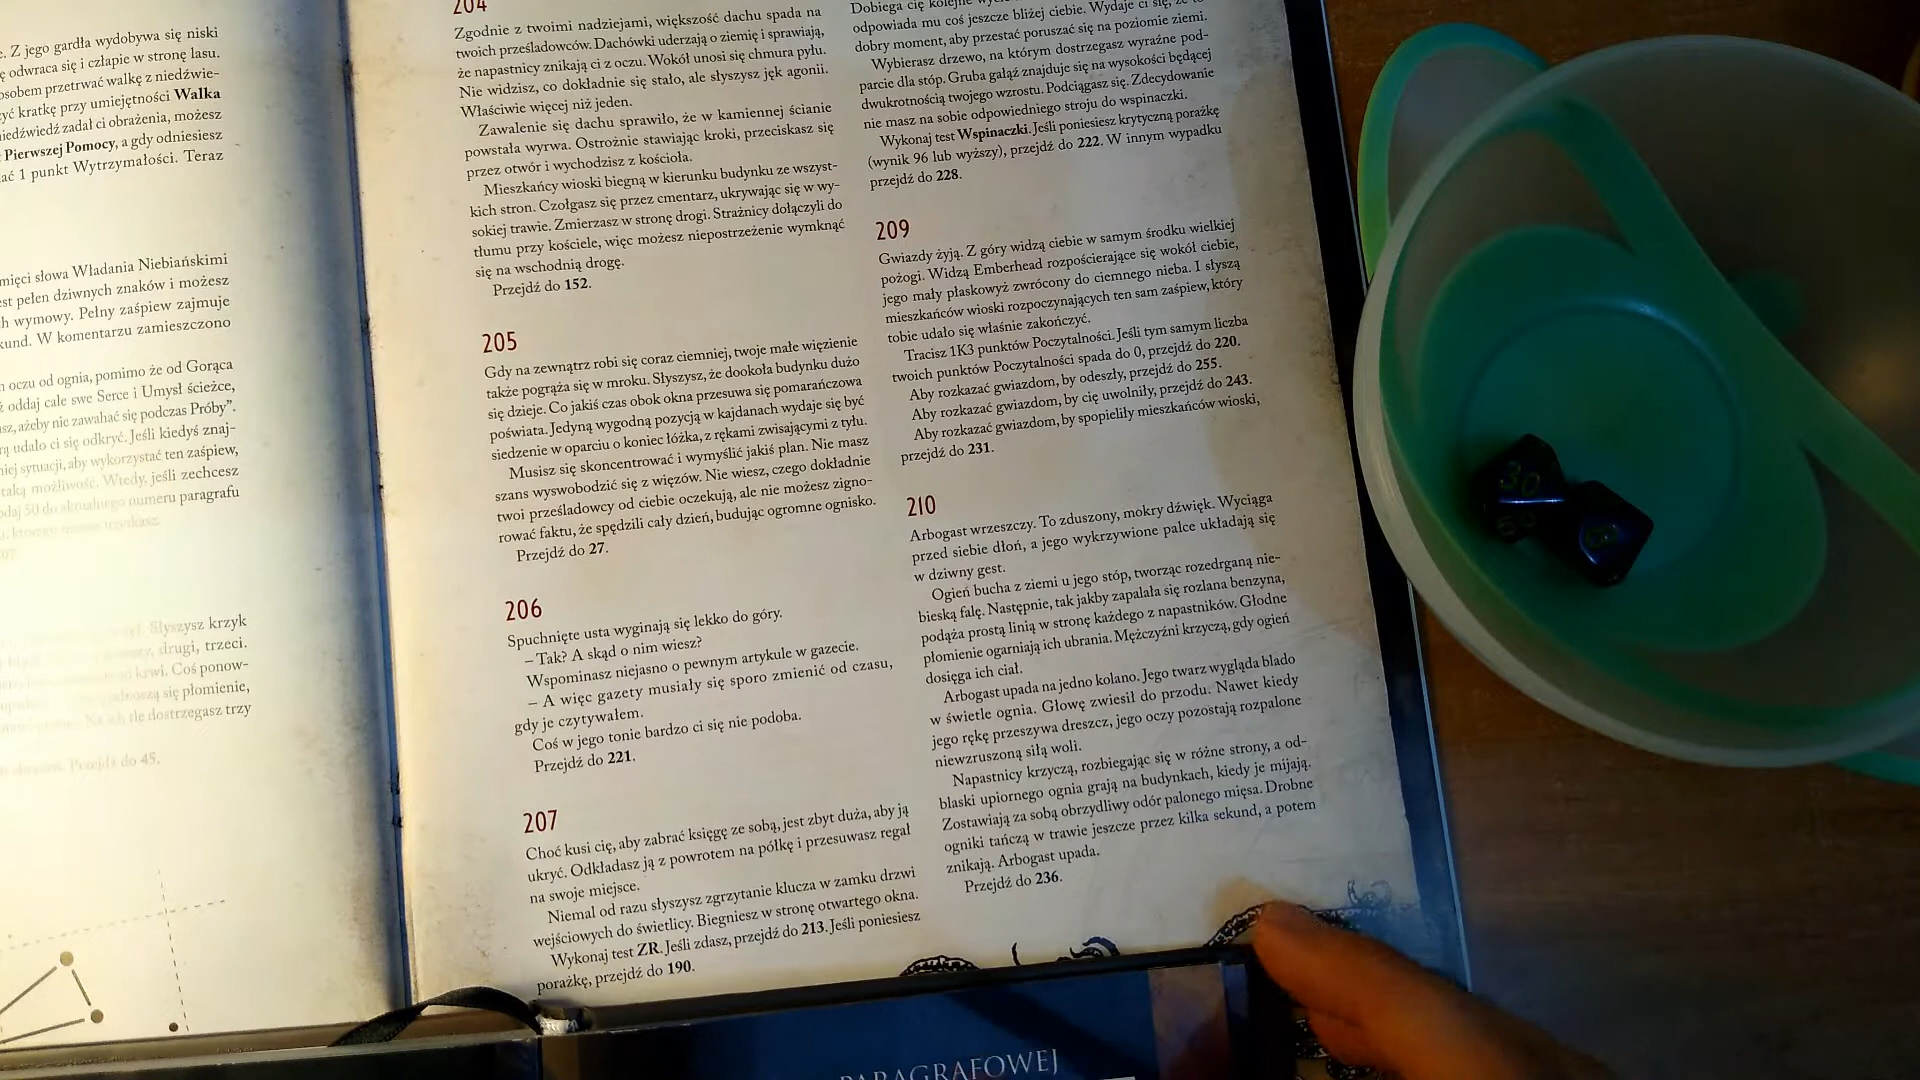 . Z jego gardła wydobywa się niski
odwraca się i człapie w stronę lasu.
osobem przetrwać walkę z niedźwie-
yć kratkę przy umiejętności Walka
iedźwiedź zadał ci obrażenia, możesz
Pierwszej Pomocy, a gdy odniesiesz
ać 1 punkt Wytrzymałości. Teraz
mięci słowa Władania Niebiańskimi
est pełen dziwnych znaków i możesz
h wymowy. Pełny zaśpiew zajmuje
kund. W komentarzu zamieszczono
oczu od ognia, pomimo że od Gorąca
oddaj całe swe Serce i Umysł ścieżce,
sz, ażeby nie zawahać się podczas Próby”.
udało ci się odkryć. Jeśli kiedyś znaj-
niej sytuacji, aby wykorzystać ten zaśpiew,
taką możliwość. Wtedy, jeśli zechcesz
odaj 50 do aktualnego numeru paragrafu
Słyszysz krzyk
drugi, trzeci.
krwi. Coś ponow-
się płomienie,
tle dostrzegasz trzy
Przejdź do 45.
204
Zgodnie z twoimi nadziejami, większość dachu spada na
twoich prześladowców. Dachówki uderzają o ziemię i sprawiają,
że napastnicy znikają ci z oczu. Wokół unosi się chmura pyłu.
Nie widzisz, co dokładnie się stało, ale słyszysz jęk agonii.
Właściwie więcej niż jeden.
Zawalenie się dachu sprawiło, że w kamiennej ścianie
powstała wyrwa. Ostrożnie stawiając kroki, przeciskasz się
przez otwór i wychodzisz z kościoła.
Mieszkańcy wioski biegną w kierunku budynku ze wszyst-
kich stron. Czołgasz się przez cmentarz, ukrywając się w wy-
sokiej trawie. Zmierzasz w stronę drogi. Strażnicy dołączyli do
tłumu przy kościele, więc możesz niepostrzeżenie wymknąć
się na wschodnią drogę.
Przejdź do 152.
205
Gdy na zewnątrz robi się coraz ciemniej, twoje małe więzienie
także pogrąża się w mroku. Słyszysz, że dookoła budynku dużo
się dzieje. Co jakiś czas obok okna przesuwa się pomarańczowa
poświata. Jedyną wygodną pozycją w kajdanach wydaje się być
siedzenie w oparciu o koniec łóżka, z rękami zwisającymi z tyłu.
Musisz się skoncentrować i wymyślić jakiś plan. Nie masz
szans wyswobodzić się z więzów. Nie wiesz, czego dokładnie
twoi prześladowcy od ciebie oczekują, ale nie możesz zigno-
rować faktu, że spędzili cały dzień, budując ogromne ognisko.
Przejdź do 27.
206
Spuchnięte usta wyginają się lekko do góry.
– Tak? A skąd o nim wiesz?
Wspominasz niejasno o pewnym artykule w gazecie.
– A więc gazety musiały się sporo zmienić od czasu,
gdy je czytywałem.
Coś w jego tonie bardzo ci się nie podoba.
Przejdź do 221.
207
Choć kusi cię, aby zabrać księgę ze sobą, jest zbyt duża, aby ją
ukryć. Odkładasz ją z powrotem na półkę i przesuwasz regał
na swoje miejsce.
Niemal od razu słyszysz zgrzytanie klucza w zamku drzwi
wejściowych do świetlicy. Biegniesz w stronę otwartego okna.
Wykonaj test ZR. Jeśli zdasz, przejdź do 213. Jeśli poniesiesz
porażkę, przejdź do 190.
Dobiega cię kolejne
odpowiada mu coś jeszcze bliżej ciebie. Wydaje ci się, że to
dobry moment, aby przestać poruszać się na poziomie ziemi.
Wybierasz drzewo, na którym dostrzegasz wyraźne pod-
parcie dla stóp. Gruba gałąź znajduje się na wysokości będącej
dwukrotnością twojego wzrostu. Podciągasz się. Zdecydowanie
nie masz na sobie odpowiedniego stroju do wspinaczki.
Wykonaj test Wspinaczki. Jeśli poniesiesz krytyczną porażkę
(wynik 96 lub wyższy), przejdź do 222. W innym wypadku
przejdź do 228.
209
Gwiazdy żyją. Z góry widzą ciebie w samym środku wielkiej
pożogi. Widzą Emberhead rozpościerające się wokół ciebie,
jego mały płaskowyż zwrócony do ciemnego nieba. I słyszą
mieszkańców wioski rozpoczynających ten sam zaśpiew, który
tobie udało się właśnie zakończyć.
Tracisz 1K3 punktów Poczytalności. Jeśli tym samym liczba
twoich punktów Poczytalności spada do 0, przejdź do 220.
Aby rozkazać gwiazdom, by odeszły, przejdź do 255.
Aby rozkazać gwiazdom, by cię uwolniły, przejdź do 243.
Aby rozkazać gwiazdom, by spopieliły mieszkańców wioski,
przejdź do 231.
210
Arbogast wrzeszczy. To zduszony, mokry dźwięk. Wyciąga
przed siebie dłoń, a jego wykrzywione palce układają się
w dziwny gest.
Ogień bucha z ziemi u jego stóp, tworząc rozedrganą nie-
bieską falę. Następnie, tak jakby zapalała się rozlana benzyna,
podąża prostą linią w stronę każdego z napastników. Głodne
płomienie ogarniają ich ubrania. Mężczyźni krzyczą, gdy ogień
dosięga ich ciał.
Arbogast upada na jedno kolano. Jego twarz wygląda blado
w świetle ognia. Głowę zwiesił do przodu. Nawet kiedy
jego rękę przeszywa dreszcz, jego oczy pozostają rozpalone
niewzruszoną siłą woli.
Napastnicy krzyczą, rozbiegając się w różne strony, a od-
blaski upiornego ognia grają na budynkach, kiedy je mijają.
Zostawiają za sobą obrzydliwy odór palonego mięsa. Drobne
ogniki tańczą w trawie jeszcze przez kilka sekund, a potem
znikają. Arbogast upada.
Przejdź do 236.
PARAGRAFOWEJ
30
50